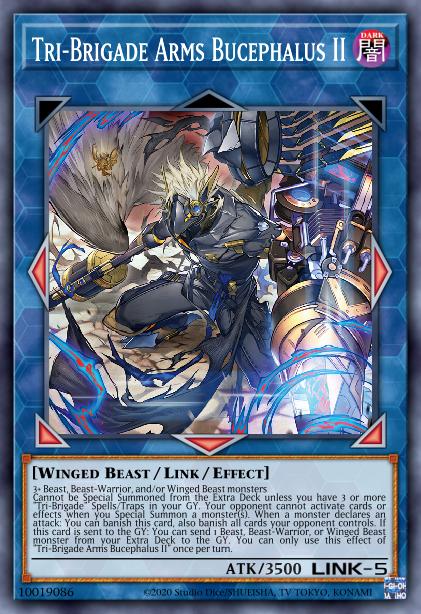 TRI-BRIGADE ARMS BUCEPHALUS II
DARK
闇
[WINGED BEAST / LINK / EFFECT]
3+ Beast, Beast-Warrior, and/or Winged Beast monsters
Cannot be Special Summoned from the Extra Deck unless you have 3 or more
"Tri-Brigade" Spells/Traps in your GY. Your opponent cannot activate cards or
effects when you Special Summon a monster(s). When a monster declares an
attack: You can banish this card, also banish all cards your opponent controls. If
this card is sent to the GY: You can send 1 Beast, Beast-Warrior, or Winged Beast
monster from your Extra Deck to the GY. You can only use this effect of
"Tri-Brigade Arms Bucephalus II" once per turn.
ATK/3500 LINK-5
10019086
©2020 Studio Dice/SHUEISHA, TV TOKYO, KONAMI